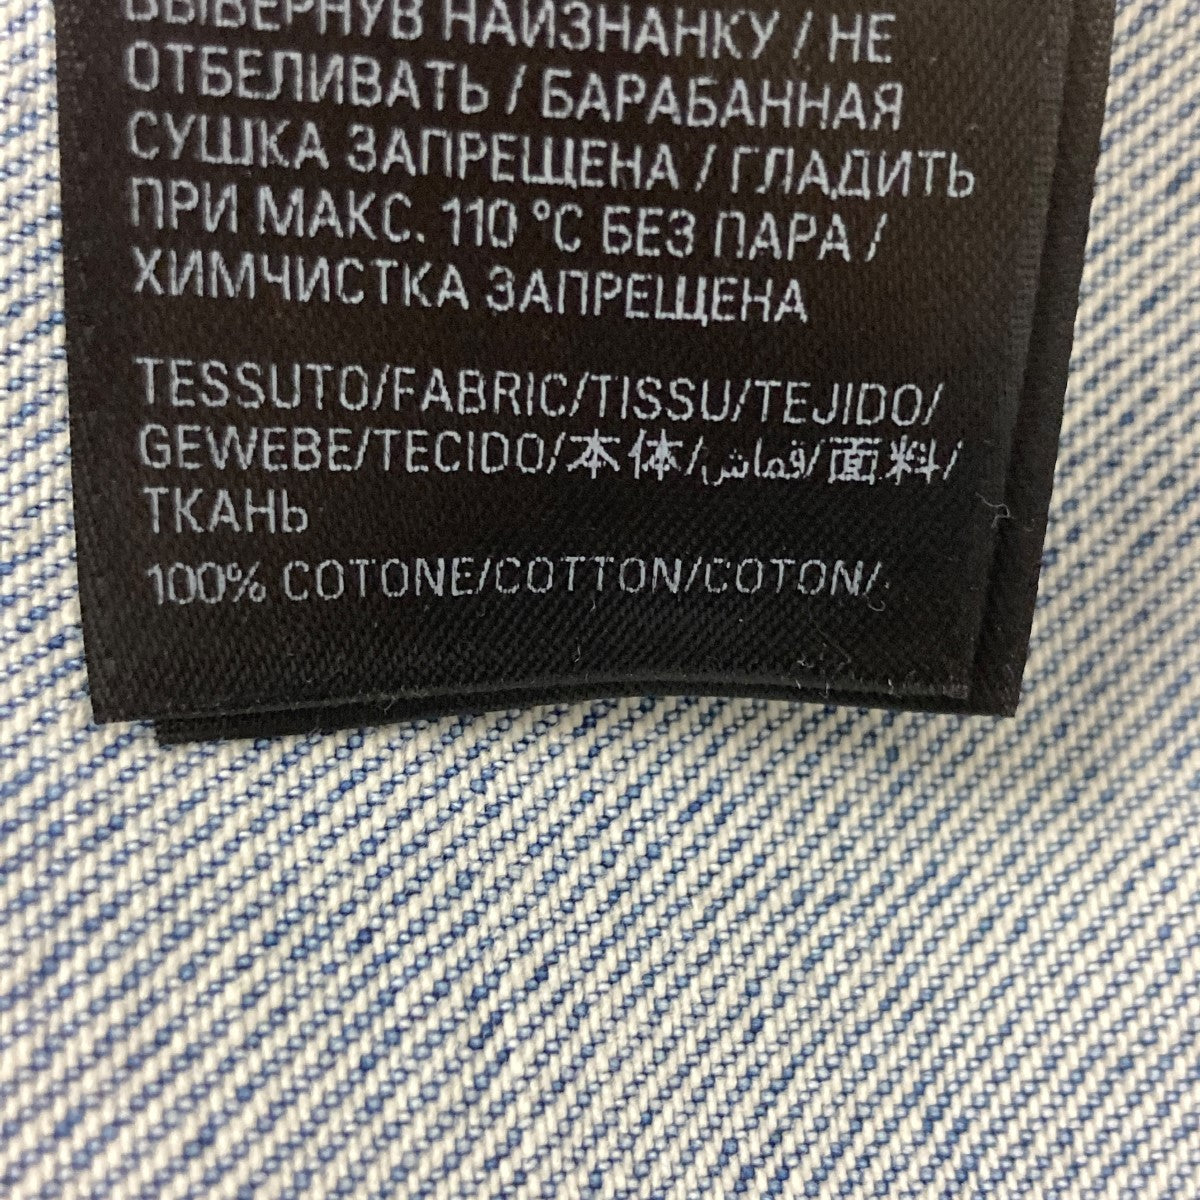 ВЫВЕРНУВ НАИЗНАНКУ / НЕ
ОТБЕЛИВАТЬ / БАРАБАННАЯ
СУШКА ЗАПРЕЩЕНА / ГЛАДИТЬ
ПРИ МАКС. 110 °C БЕЗ ПАРА /
ХИМЧИСТКА ЗАПРЕЩЕНА
TESSUTO/FABRIC/TISSU/TEJIDO/
GEWEBE/TECIDO/本体/قماش/面料/
ТКАНЬ
100% COTONE/COTTON/COTON/